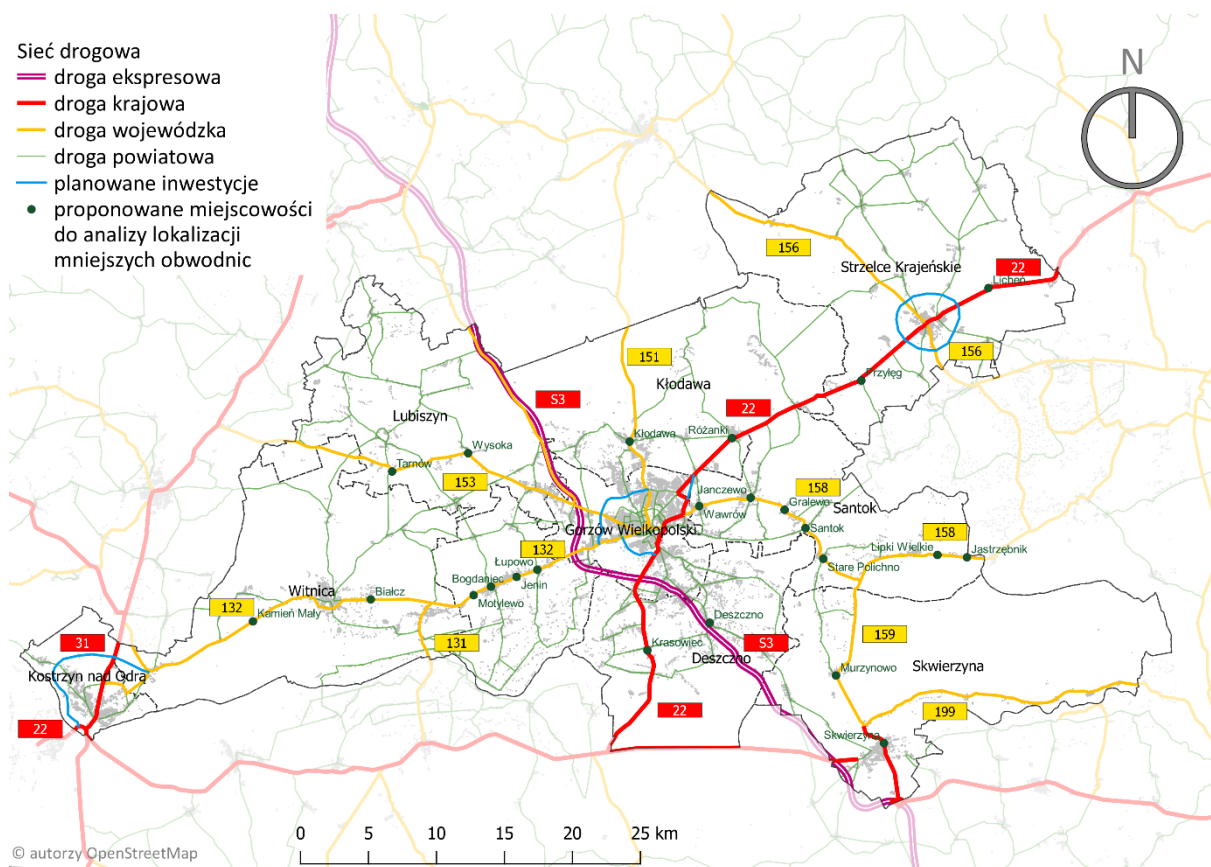 Sieć drogowa
droga ekspresowa
droga krajowa
droga wojewódzka
droga powiatowa
planowane inwestycje
proponowane miejscowości
do analizy lokalizacji
mniejszych obwodnic
N
156
Strzelce Krajeńskie
22
Licheń
151
156
Kłodawa
Przyłęg
S3
22
Lubiszyn
Różanki
Kłodawa
Wysoka
Tarnów
153
Janczewo
158
Gralewo
Santok
Wawrów
Gorzów Wielkopolski
Santok
132
Lipki Wielkie
158
Jastrzębnik
Łupowo
Stare Polichno
Bogdaniec
Jenin
Witnica
Białcz
Motylewo
132
Kamień Mały
Deszczno
31
131
S3
159
Krasowiec
Deszczno
Murzynowo
Skwierzyna
Kostrzyn nad Odrą
22
199
22
Skwierzyna
0 5 10 15 20 25 km
© autorzy OpenStreetMap